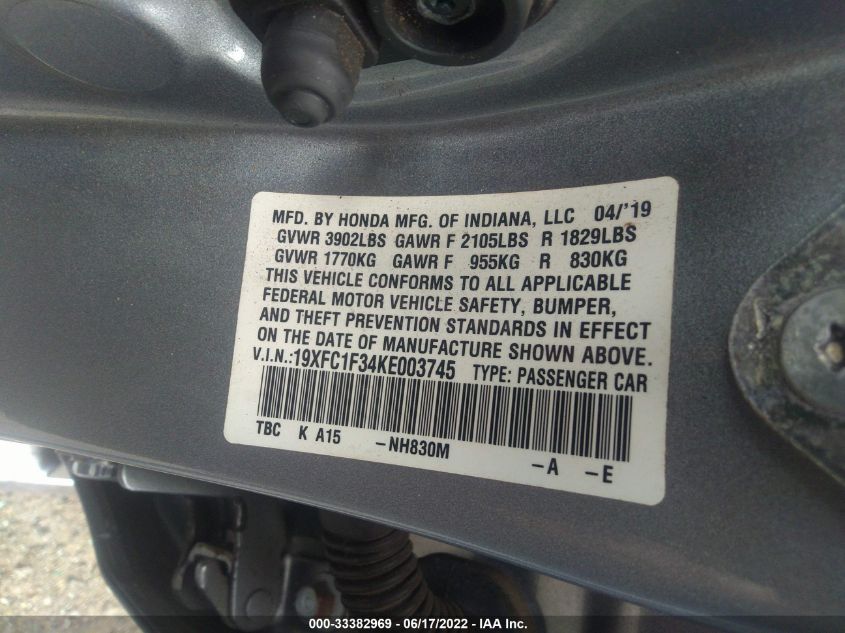 MFD. BY HONDA MFG. OF INDIANA, LLC 04/'19
GVWR 3902LBS GAWR F 2105LBS R 1829LBS
GVWR 1770KG GAWR F 955KG R 830KG
THIS VEHICLE CONFORMS TO ALL APPLICABLE
FEDERAL MOTOR VEHICLE SAFETY, BUMPER,
AND THEFT PREVENTION STANDARDS IN EFFECT
ON THE DATE OF MANUFACTURE SHOWN ABOVE.
V.I.N.:19XFC1F34KE003745 TYPE: PASSENGER CAR
TBC K A15 -NH830M -A -E
000-33382969 - 06/17/2022 - IAA Inc.